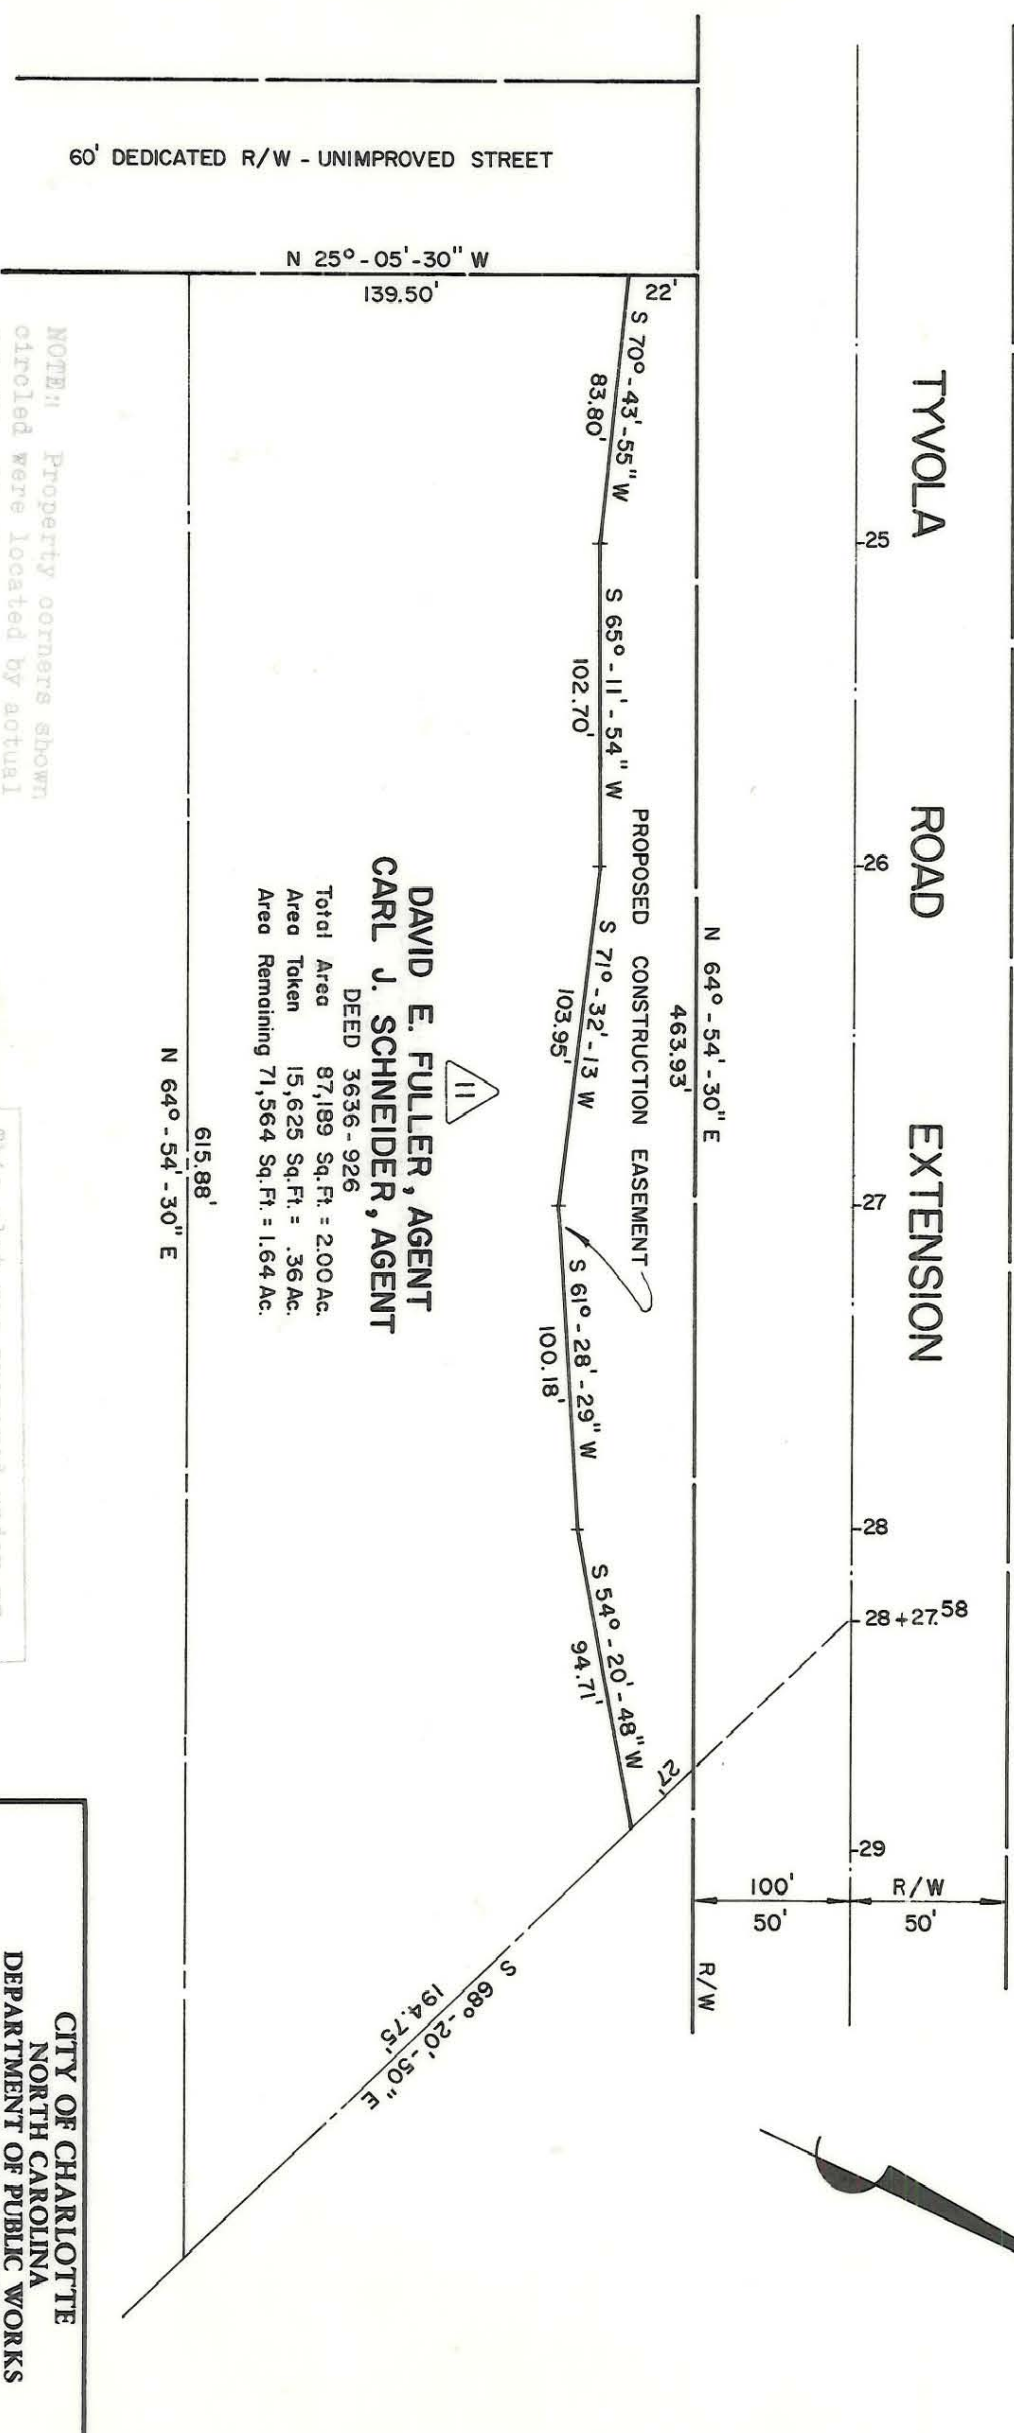 TYVOLA ROAD EXTENSION
25
26
27
28
28+27.58
29
100' R/W
50' 50'
R/W
N 64° - 54' - 30" E
463.93'
PROPOSED CONSTRUCTION EASEMENT
22'
S 70° - 43' - 55" W
83.80'
S 65° - 11' - 54" W
102.70'
S 71° - 32' - 13 W
103.95'
S 61° - 28' - 29" W
100.18'
S 54° - 20' - 48" W
94.71'
27'
S 68° - 20' - 50" E
194.75'
60' DEDICATED R/W - UNIMPROVED STREET
N 25° - 05' - 30" W
139.50'
11
DAVID E. FULLER, AGENT
CARL J. SCHNEIDER, AGENT
DEED 3636-926
Total Area 87,189 Sq.Ft. = 2.00 Ac.
Area Taken 15,625 Sq.Ft. = .36 Ac.
Area Remaining 71,564 Sq.Ft. = 1.64 Ac.
615.88'
N 64° - 54' - 30" E
NOTE: Property corners shown
circled were located by actual
CITY OF CHARLOTTE
NORTH CAROLINA
DEPARTMENT OF PUBLIC WORKS